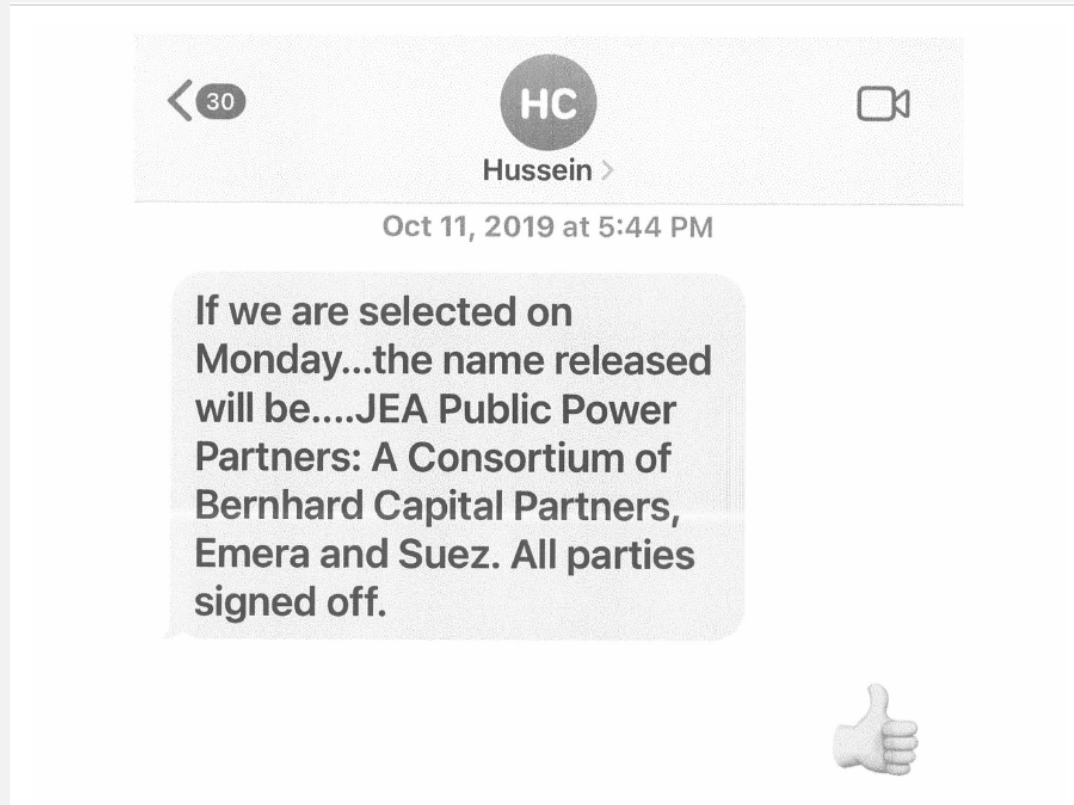 30
HC
Hussein >
Oct 11, 2019 at 5:44 PM
If we are selected on
Monday...the name released
will be....JEA Public Power
Partners: A Consortium of
Bernhard Capital Partners,
Emera and Suez. All parties
signed off.
👍